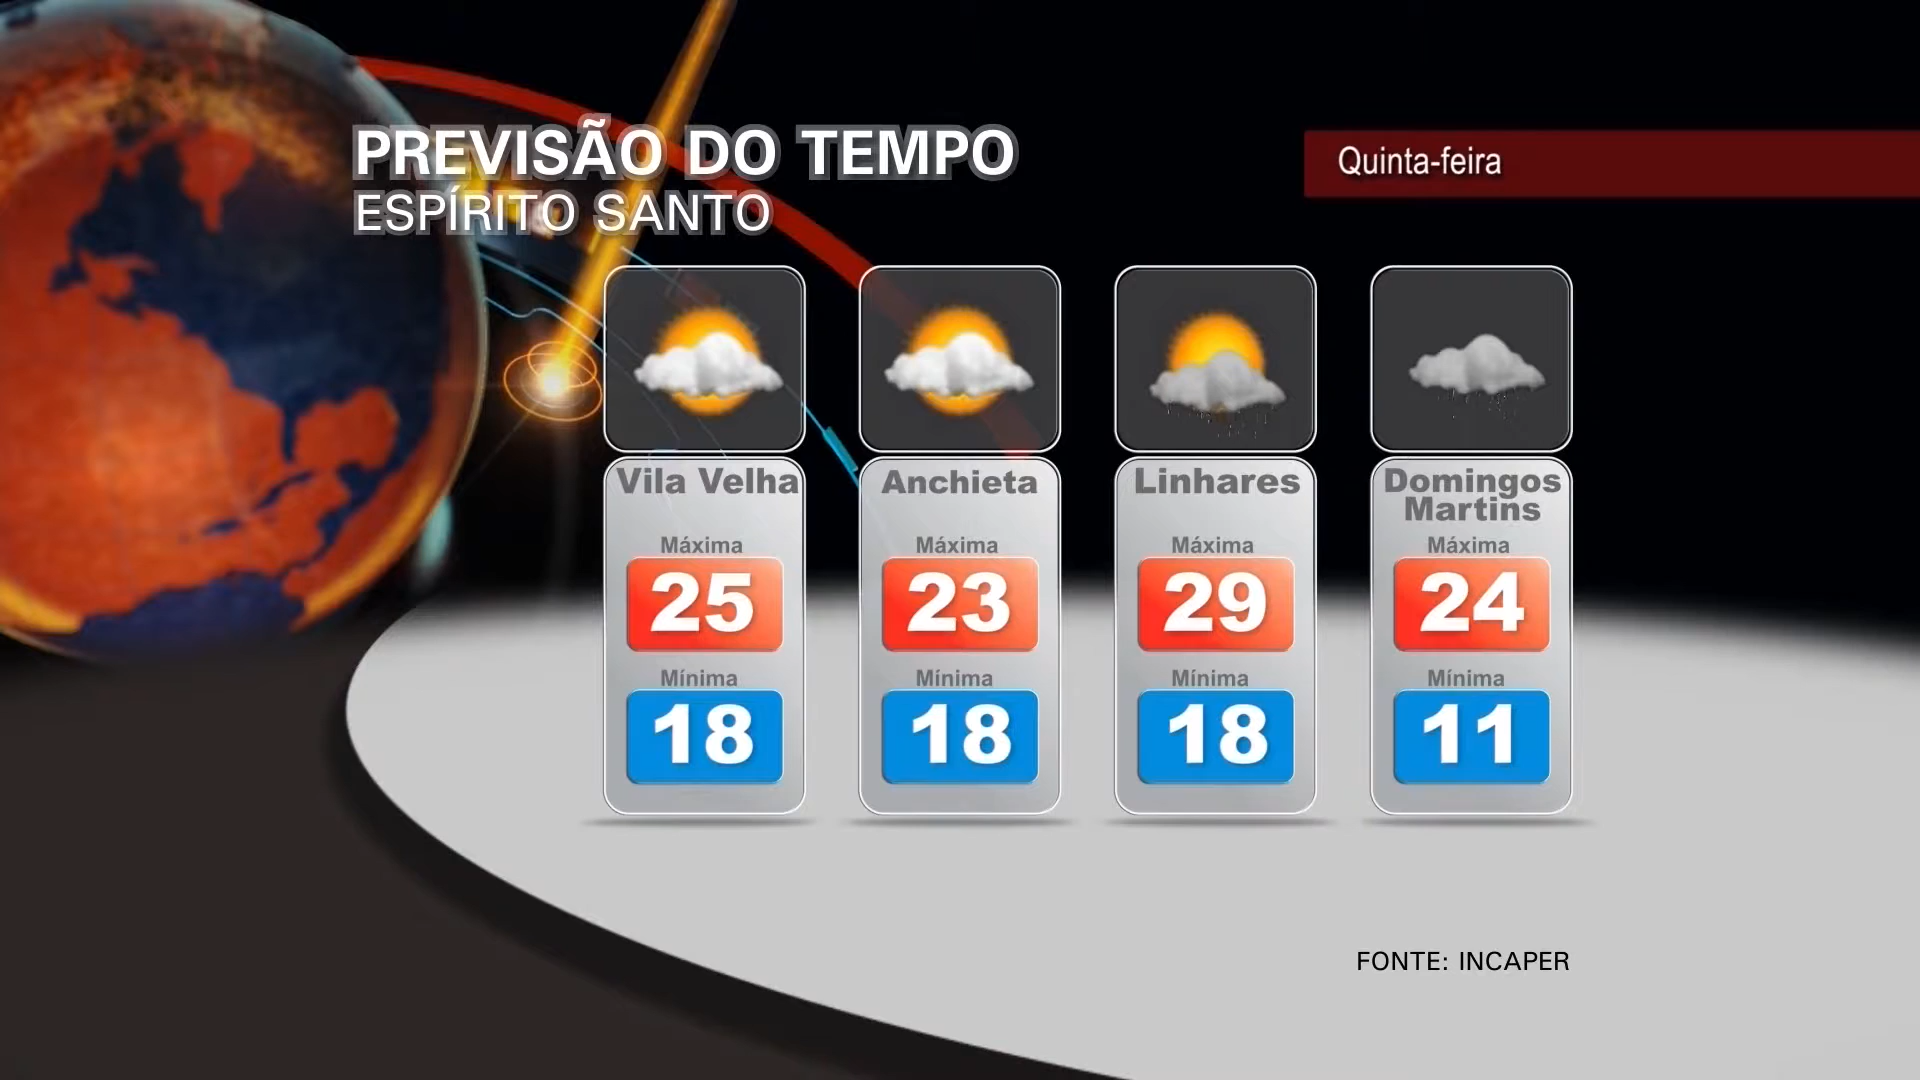 PREVISÃO DO TEMPO
ESPÍRITO SANTO
Quinta-feira
Vila Velha
Máxima
25
Mínima
18
Anchieta
Máxima
23
Mínima
18
Linhares
Máxima
29
Mínima
18
Domingos
Martins
Máxima
24
Mínima
11
FONTE: INCAPER